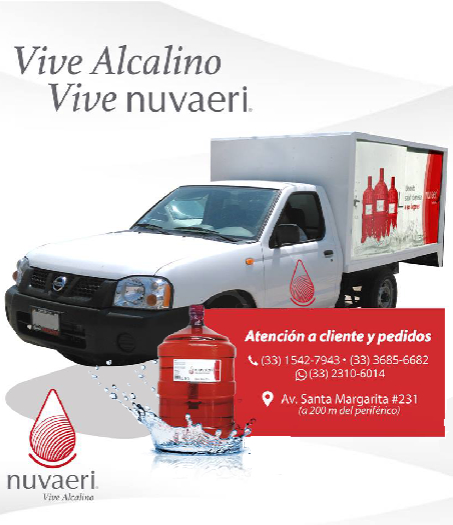 Vive Alcalino
Vive nuvaeri®
nuvaeri
Atención a cliente y pedidos
(33) 1542-7943 • (33) 3685-6682
(33) 2310-6014
Av. Santa Margarita #231
(a 200 m del periférico)
nuvaeri®
Vive Alcalino